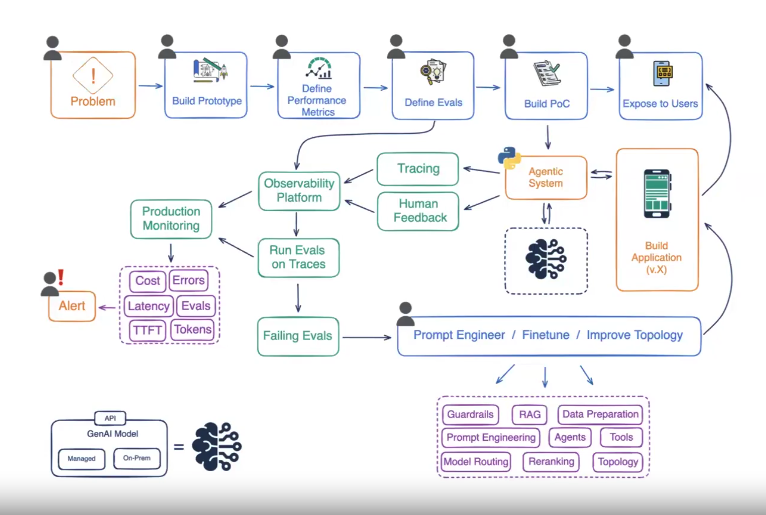 !
Problem
Build Prototype
Define
Performance
Metrics
Define Evals
Build PoC
Expose to Users
Observability
Platform
Tracing
Human
Feedback
Agentic
System
Build
Application
(v.X)
Production
Monitoring
Run Evals
on Traces
!
Alert
Cost
Errors
Latency
Evals
TTFT
Tokens
Failing Evals
Prompt Engineer / Finetune / Improve Topology
Guardrails
RAG
Data Preparation
Prompt Engineering
Agents
Tools
Model Routing
Reranking
Topology
API
GenAI Model
Managed
On-Prem
=